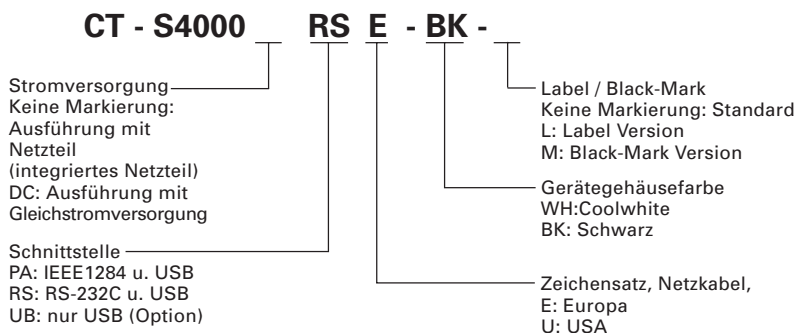 CT - S4000 __ RS E - BK - __
Stromversorgung
Keine Markierung:
Ausführung mit
Netzteil
(integriertes Netzteil)
DC: Ausführung mit
Gleichstromversorgung
Schnittstelle
PA: IEEE1284 u. USB
RS: RS-232C u. USB
UB: nur USB (Option)
Label / Black-Mark
Keine Markierung: Standard
L: Label Version
M: Black-Mark Version
Gerätegehäusefarbe
WH:Coolwhite
BK: Schwarz
Zeichensatz, Netzkabel,
E: Europa
U: USA